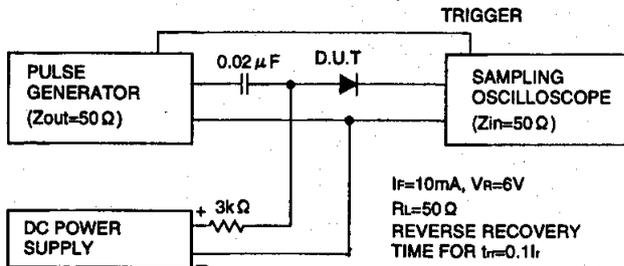 TRIGGER
0.02μF
D.U.T
PULSE
GENERATOR
(Zout=50Ω)
SAMPLING
OSCILLOSCOPE
(Zin=50Ω)
+
3kΩ
DC POWER
SUPPLY
−
IF=10mA, VR=6V
RL=50Ω
REVERSE RECOVERY
TIME FOR trr=0.1Ir